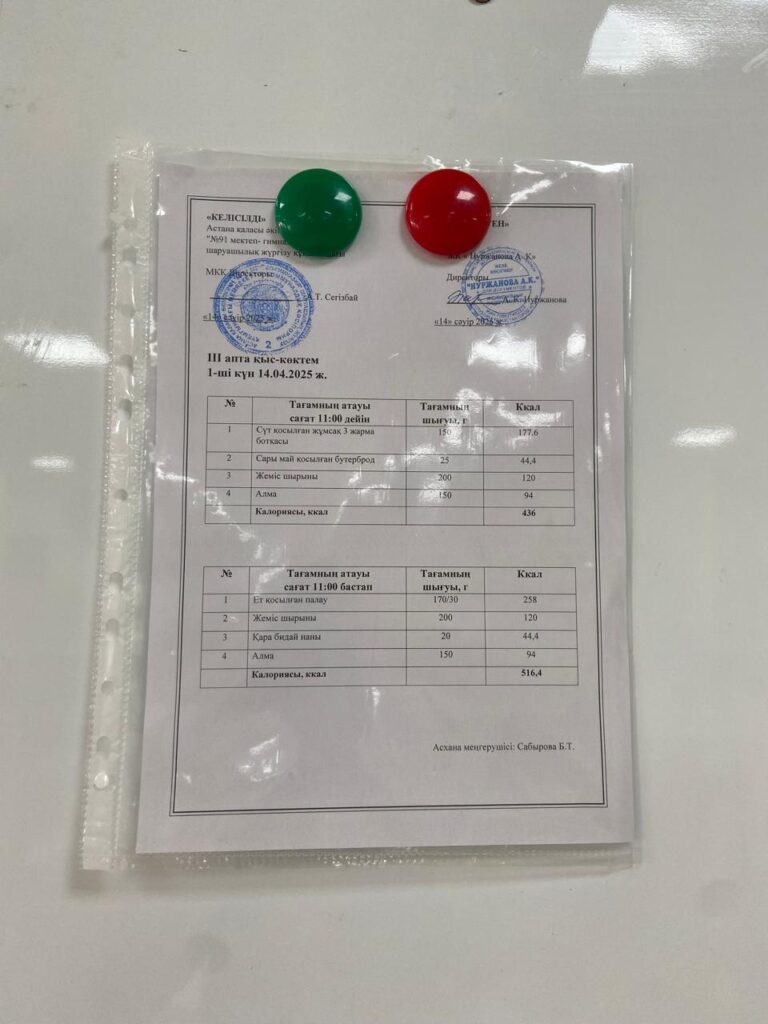 «КЕЛІСІЛДІ»
Астана қаласы
"№91 мектеп- гимназия
шаруашылық жүргізу
МКК Директоры
А.Т. Сегізбай
«14» сәуір 2025 ж.
ТЕН»
ЖК « Нуржанова А. К»
Директоры
"НУРЖАНОВА А.К."
А. К. Нуржанова
«14» сәуір 2025 ж.
2
III апта қыс-көктем
1-ші күн 14.04.2025 ж.
№ Тағамның атауы сағат 11:00 дейін Тағамның шығуы, г Ккал
1 Сүт қосылған жұмсақ 3 жарма ботқасы 150 177,6
2 Сары май қосылған бутерброд 25 44,4
3 Жеміс шырыны 200 120
4 Алма 150 94
Калориясы, ккал 436
№ Тағамның атауы сағат 11:00 бастап Тағамның шығуы, г Ккал
1 Ет қосылған палау 170/30 258
2 Жеміс шырыны 200 120
3 Қара бидай наны 20 44,4
4 Алма 150 94
Калориясы, ккал 516,4
Асхана меңгерушісі: Сабырова Б.Т.